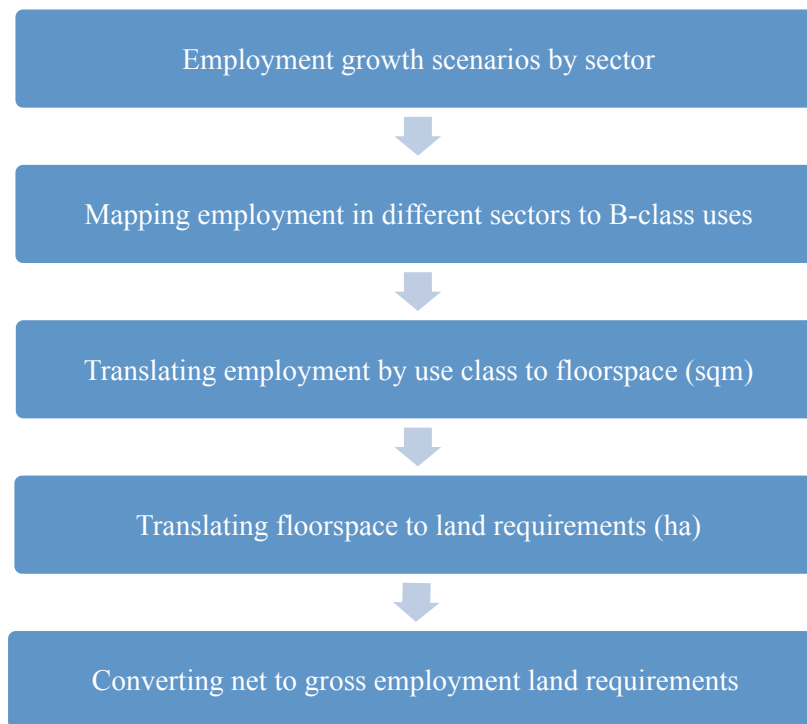 Employment growth scenarios by sector
Mapping employment in different sectors to B-class uses
Translating employment by use class to floorspace (sqm)
Translating floorspace to land requirements (ha)
Converting net to gross employment land requirements